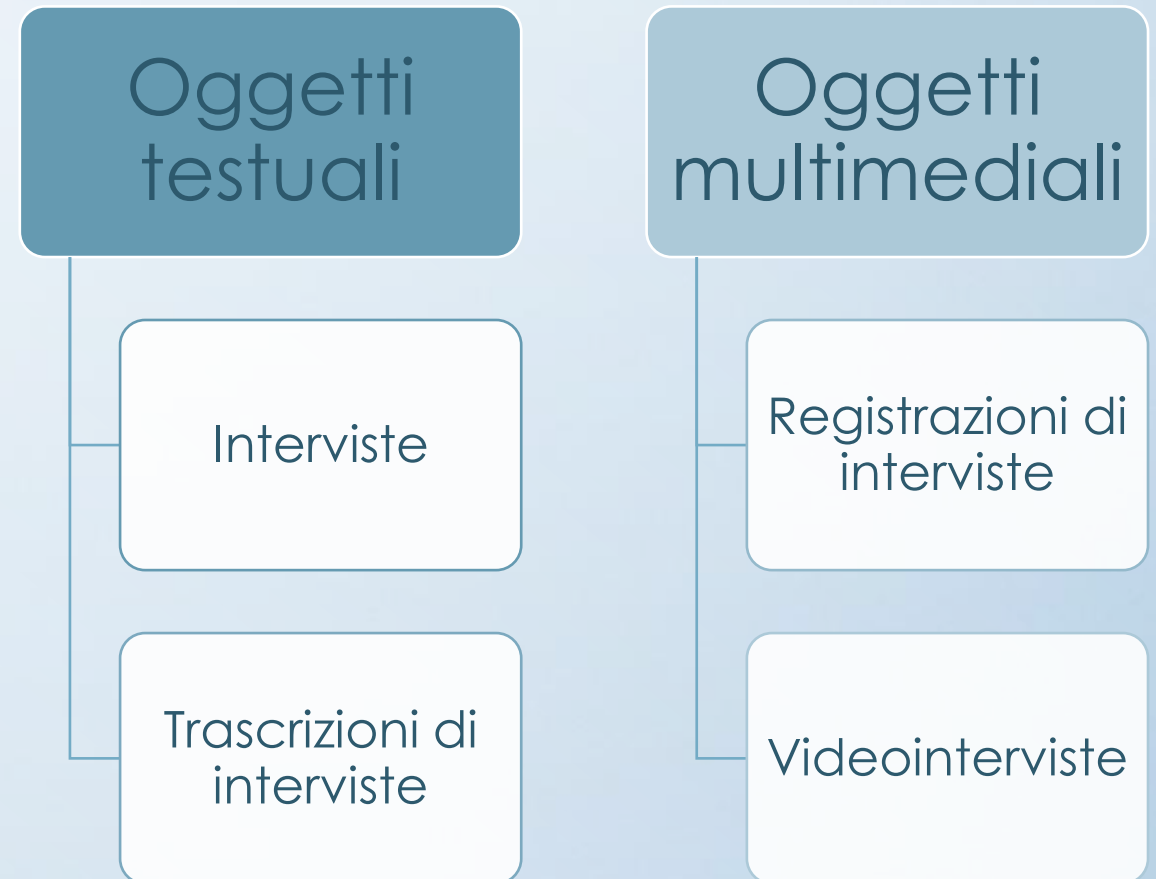 Oggetti
testuali
Interviste
Trascrizioni di
interviste
Oggetti
multimediali
Registrazioni di
interviste
Videointerviste